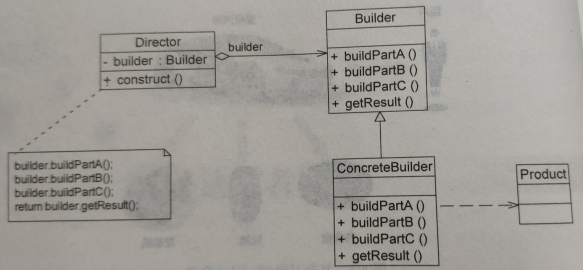 Director
- builder : Builder
+ construct ()
builder
Builder
+ buildPartA ()
+ buildPartB ()
+ buildPartC ()
+ getResult ()
builder.buildPartA();
builder.buildPartB();
builder.buildPartC();
return builder.getResult();
ConcreteBuilder
+ buildPartA ()
+ buildPartB ()
+ buildPartC ()
+ getResult ()
Product